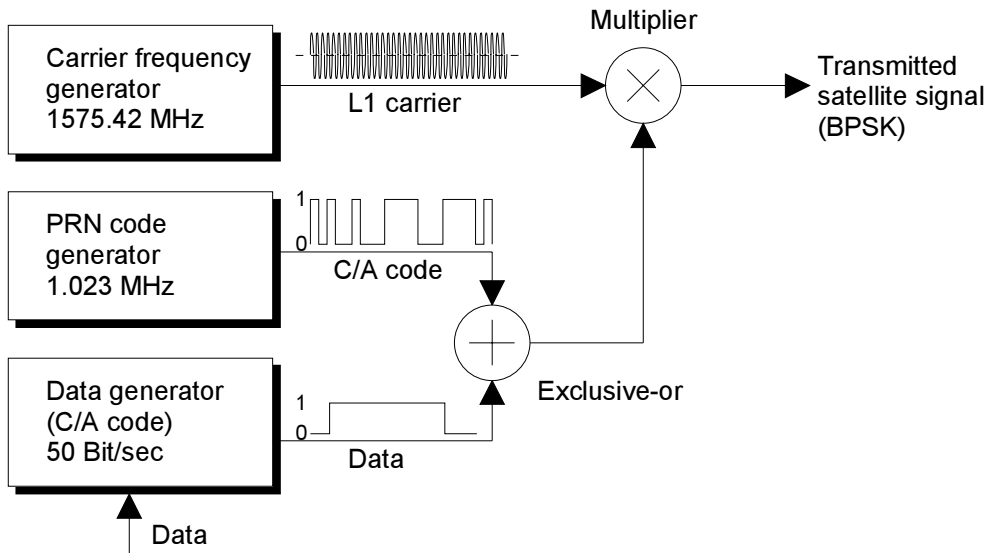 Multiplier
Carrier frequency
generator
1575.42 MHz
L1 carrier
Transmitted
satellite signal
(BPSK)
PRN code
generator
1.023 MHz
1
0
C/A code
Exclusive-or
Data generator
(C/A code)
50 Bit/sec
1
0
Data
Data